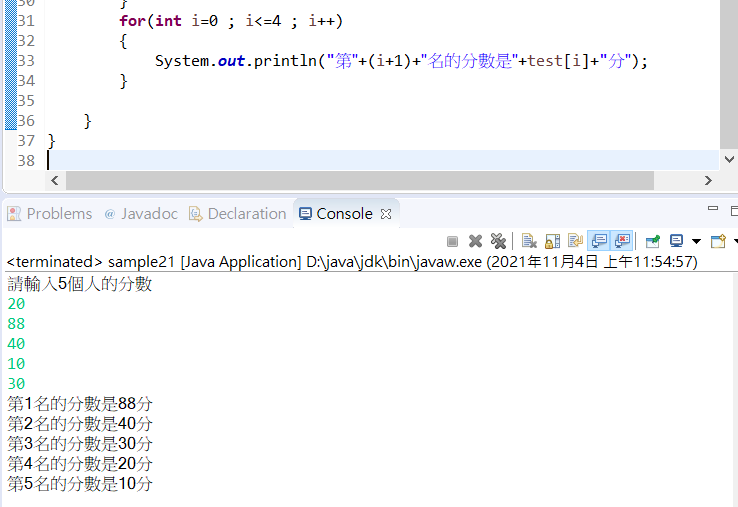 30 }
31 for(int i=0 ; i<=4 ; i++)
32 {
33 System.out.println("第"+(i+1)+"名的分數是"+test[i]+"分");
34 }
35
36 }
37 }
38
Problems @ Javadoc Declaration Console
<terminated> sample21 [Java Application] D:\java\jdk\bin\javaw.exe (2021年11月4日 上午11:54:57)
請輸入5個人的分數
20
88
40
10
30
第1名的分數是88分
第2名的分數是40分
第3名的分數是30分
第4名的分數是20分
第5名的分數是10分